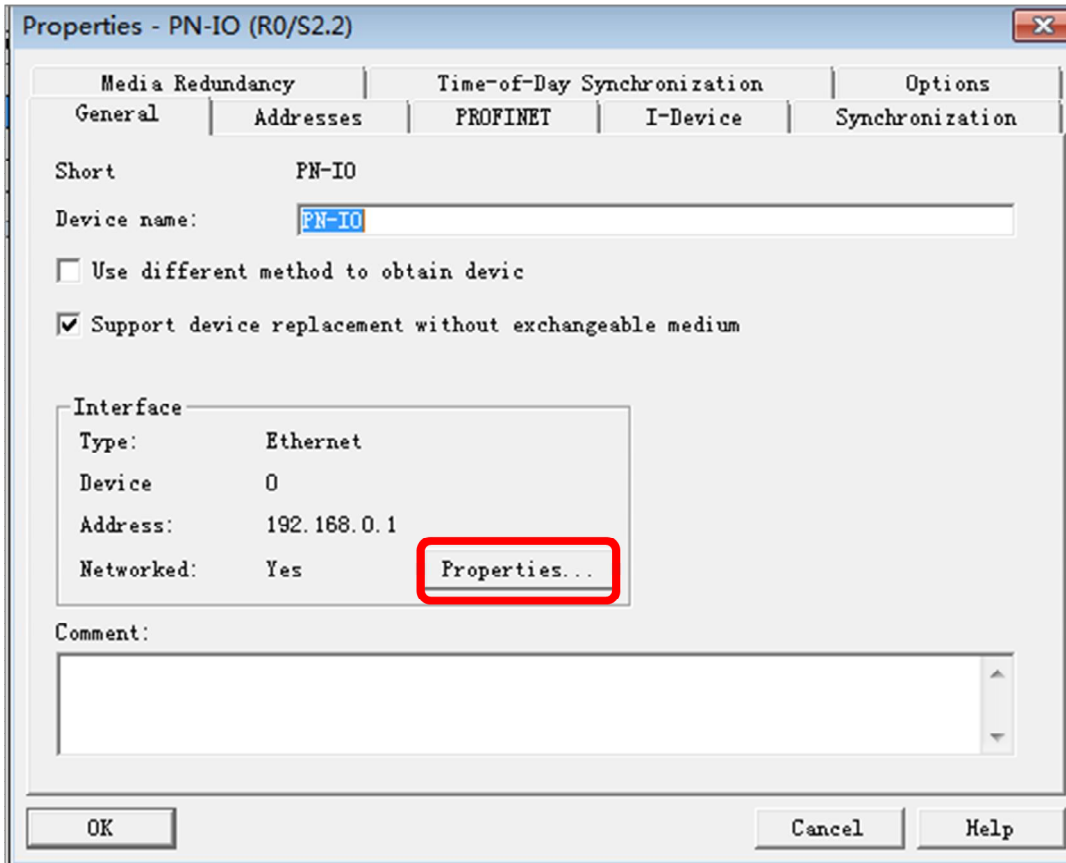 Properties - PN-IO (R0/S2.2)
Media Redundancy Time-of-Day Synchronization Options
General Addresses PROFINET I-Device Synchronization
Short PN-IO
Device name: PN-IO
Use different method to obtain devic
Support device replacement without exchangeable medium
Interface
Type: Ethernet
Device 0
Address: 192.168.0.1
Networked: Yes Properties...
Comment:
OK Cancel Help